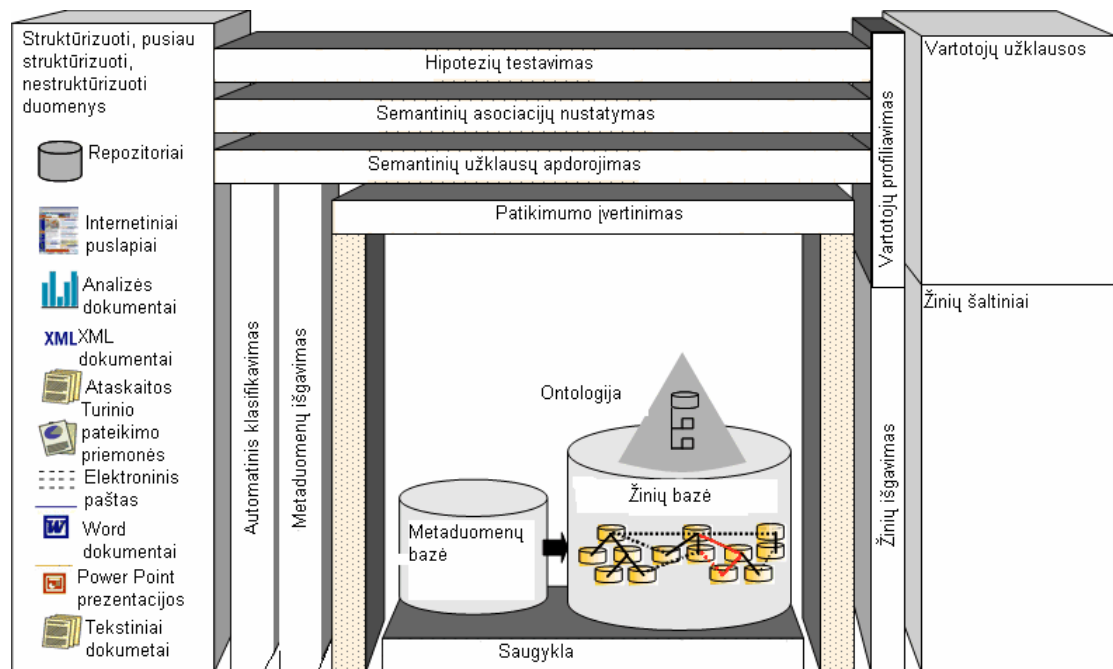 Struktūrizuoti, pusiau
struktūrizuoti,
nestruktūrizuoti
duomenys
Repozitoriai
Internetiniai
puslapiai
Analizės
dokumentai
XML XML
dokumentai
Ataskaitos
Turinio
pateikimo
priemonės
Elektroninis
paštas
W Word
dokumentai
Power Point
prezentacijos
Tekstiniai
dokumetai
Hipotezių testavimas
Semantinių asociacijų nustatymas
Semantinių užklausų apdorojimas
Patikimumo įvertinimas
Automatinis klasifikavimas
Metaduomenų išgavimas
Ontologija
Žinių bazė
Metaduomenų
bazė
Saugykla
Vartotojų profiliavimas
Žinių išgavimas
Vartotojų užklausos
Žinių šaltiniai